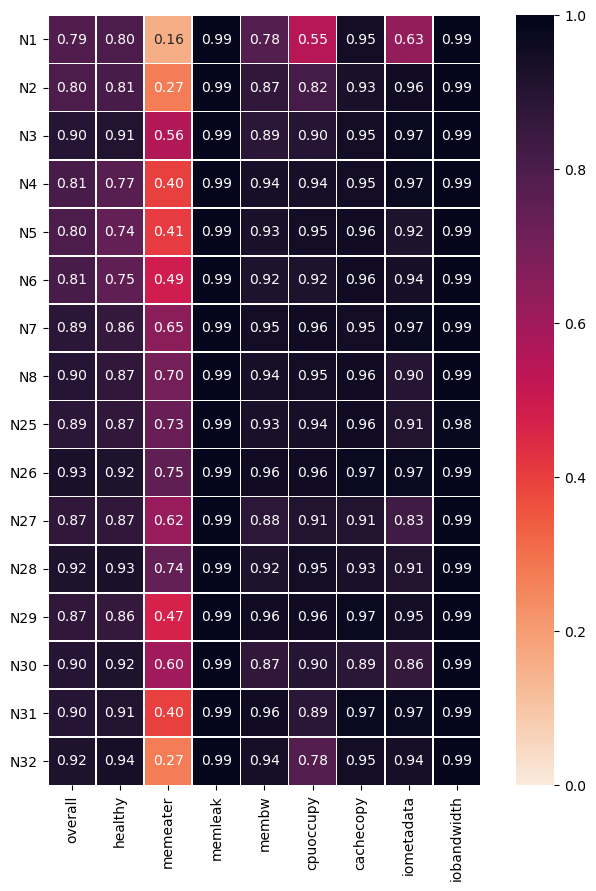 N1 0.79 0.80 0.16 0.99 0.78 0.55 0.95 0.63 0.99
N2 0.80 0.81 0.27 0.99 0.87 0.82 0.93 0.96 0.99
N3 0.90 0.91 0.56 0.99 0.89 0.90 0.95 0.97 0.99
N4 0.81 0.77 0.40 0.99 0.94 0.94 0.95 0.97 0.99
N5 0.80 0.74 0.41 0.99 0.93 0.95 0.96 0.92 0.99
N6 0.81 0.75 0.49 0.99 0.92 0.92 0.96 0.94 0.99
N7 0.89 0.86 0.65 0.99 0.95 0.96 0.95 0.97 0.99
N8 0.90 0.87 0.70 0.99 0.94 0.95 0.96 0.90 0.99
N25 0.89 0.87 0.73 0.99 0.93 0.94 0.96 0.91 0.98
N26 0.93 0.92 0.75 0.99 0.96 0.96 0.97 0.97 0.99
N27 0.87 0.87 0.62 0.99 0.88 0.91 0.91 0.83 0.99
N28 0.92 0.93 0.74 0.99 0.92 0.95 0.93 0.91 0.99
N29 0.87 0.86 0.47 0.99 0.96 0.96 0.97 0.95 0.99
N30 0.90 0.92 0.60 0.99 0.87 0.90 0.89 0.86 0.99
N31 0.90 0.91 0.40 0.99 0.96 0.89 0.97 0.97 0.99
N32 0.92 0.94 0.27 0.99 0.94 0.78 0.95 0.94 0.99
overall
healthy
memeater
memleak
membw
cpuoccupy
cachecopy
iometadata
iobandwidth
1.0
0.8
0.6
0.4
0.2
0.0